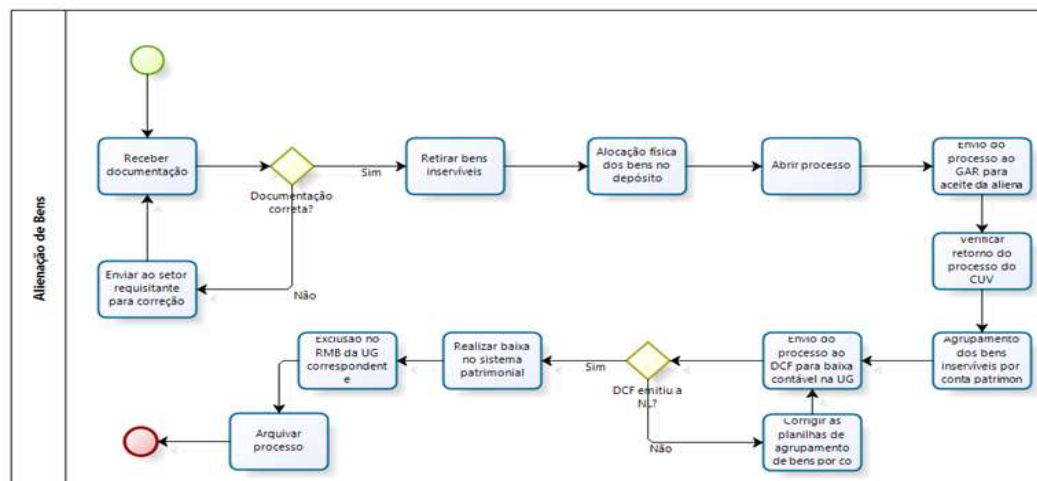 Alienação de Bens
Receber
documentação
Documentação
correta?
Sim
Não
Enviar ao setor
requisitante
para correção
Retirar bens
inservíveis
Alocação física
dos bens no
depósito
Abrir processo
Envio do
processo ao
GAR para
aceite da aliena
Verificar
retorno do
processo do
CUV
Agrupamento
dos bens
inservíveis por
conta patrimon
Envio do
processo ao
DCF para baixa
contável na UG
DCF emitiu a
NL?
Sim
Não
Corrigir as
planilhas de
agrupamento
de bens por co
Realizar baixa
no sistema
patrimonial
Exclusão no
RMB da UG
correspondent
e
Arquivar
processo